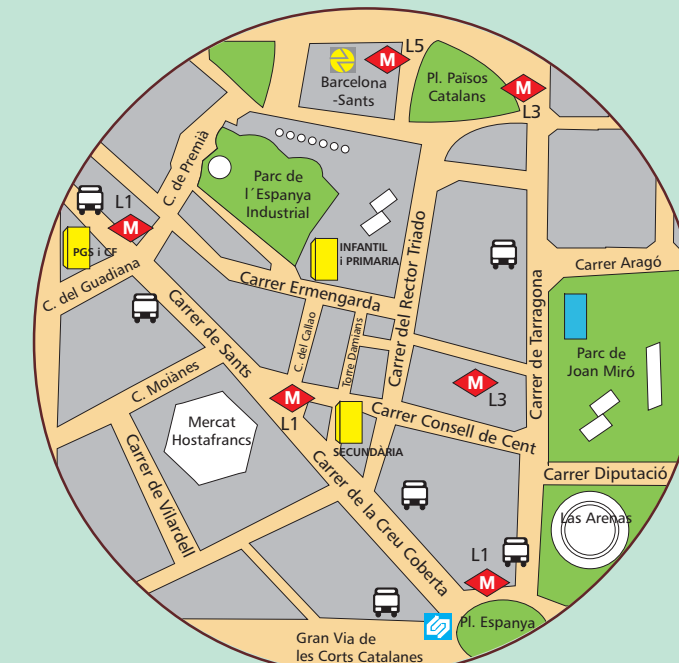 M
L5
Barcelona
-Sants
Pl. Països
Catalans
M
L3
C. de Premià
Parc de
l´Espanya
Industrial
L1
M
PGS i CF
INFANTIL
i PRIMARIA
C. del Guadiana
Carrer Ermengarda
Carrer del Rector Triado
Carrer Aragó
Carrer de Tarragona
Carrer de Sants
C. del Callao
Torre Damians
Parc de
Joan Miró
C. Moiànes
M
L1
M
L3
Mercat
Hostafrancs
Carrer Consell de Cent
SECUNDÀRIA
Carrer de Vilardell
Carrer de la Creu Coberta
Carrer Diputació
Las Arenas
L1
M
Pl. Espanya
Gran Via de
les Corts Catalanes